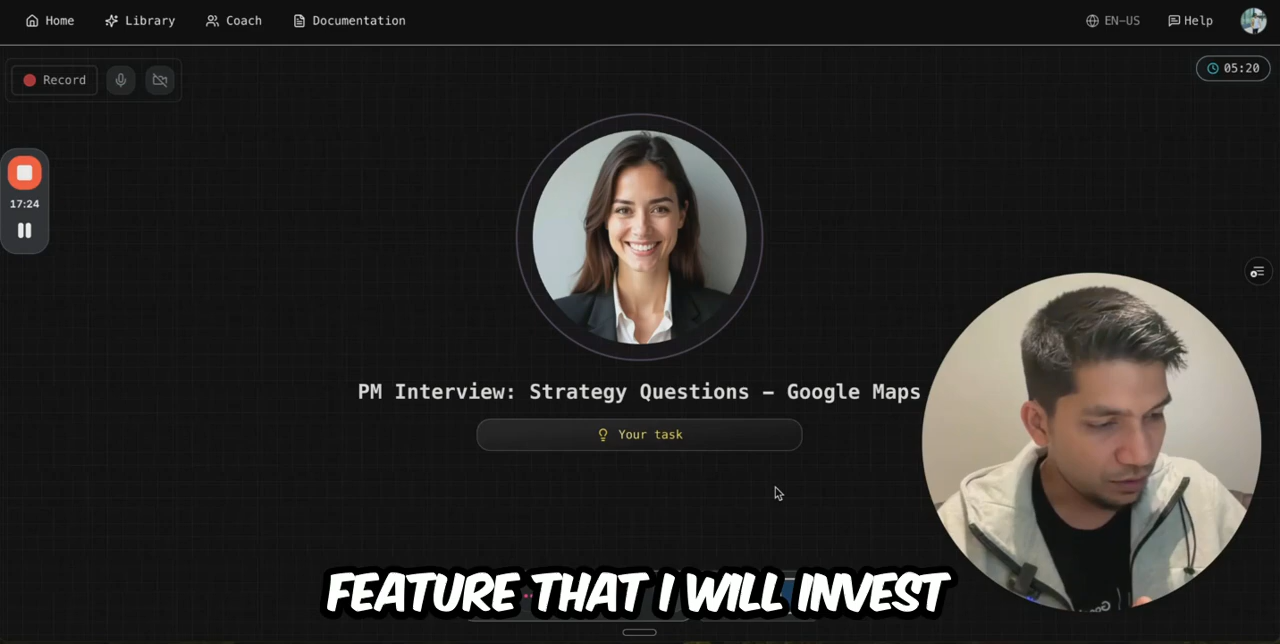 Home Library Coach Documentation EN-US Help
Record
05:20
17:24
PM Interview: Strategy Questions – Google Maps
Your task
FEATURE THAT I WILL INVEST